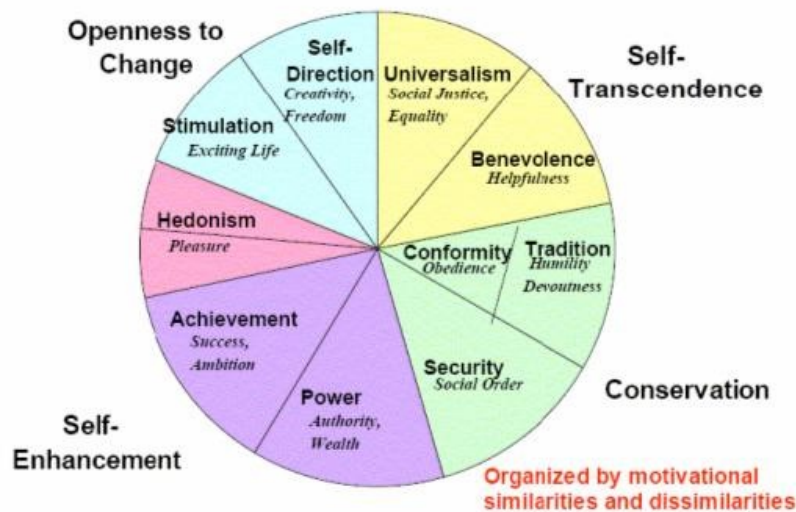 Openness to
Change
Self-
Direction
Creativity,
Freedom
Universalism
Social Justice,
Equality
Self-
Transcendence
Stimulation
Exciting Life
Benevolence
Helpfulness
Hedonism
Pleasure
Conformity
Obedience
Tradition
Humility
Devoutness
Achievement
Success,
Ambition
Security
Social Order
Power
Authority,
Wealth
Conservation
Self-
Enhancement
Organized by motivational
similarities and dissimilarities